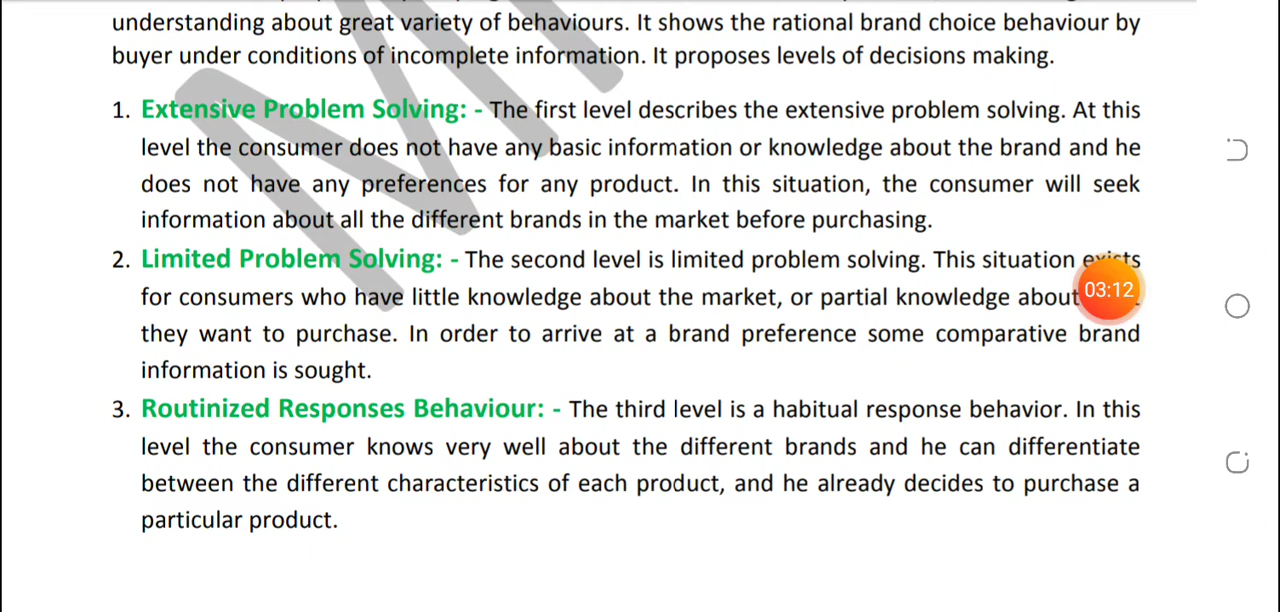 understanding about great variety of behaviours. It shows the rational brand choice behaviour by
buyer under conditions of incomplete information. It proposes levels of decisions making.
1. Extensive Problem Solving: - The first level describes the extensive problem solving. At this
level the consumer does not have any basic information or knowledge about the brand and he
does not have any preferences for any product. In this situation, the consumer will seek
information about all the different brands in the market before purchasing.
2. Limited Problem Solving: - The second level is limited problem solving. This situation exists
for consumers who have little knowledge about the market, or partial knowledge about
03:12
they want to purchase. In order to arrive at a brand preference some comparative brand
information is sought.
3. Routinized Responses Behaviour: - The third level is a habitual response behavior. In this
level the consumer knows very well about the different brands and he can differentiate
between the different characteristics of each product, and he already decides to purchase a
particular product.